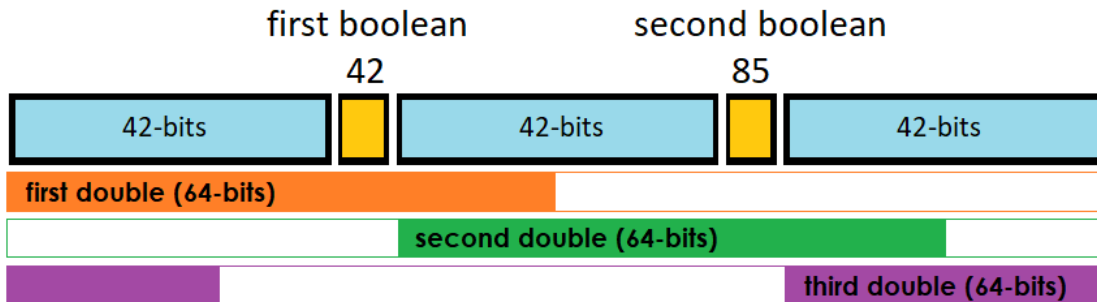 first boolean second boolean
42 85
42-bits 42-bits 42-bits
first double (64-bits)
second double (64-bits)
third double (64-bits)